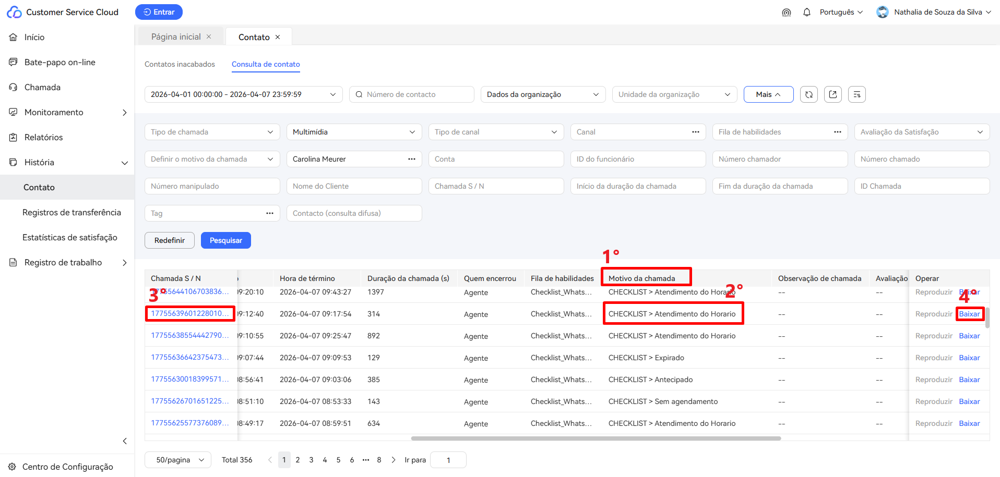 Customer Service Cloud
Entrar
Português
Nathalia de Souza da Silva
Início
Bate-papo on-line
Chamada
Monitoramento
Relatórios
História
Contato
Registros de transferência
Estatísticas de satisfação
Registro de trabalho
Centro de Configuração
Página inicial
Contato
Contatos inacabados
Consulta de contato
2026-04-01 00:00:00 - 2026-04-07 23:59:59
Número de contacto
Dados da organização
Unidade da organização
Mais
Tipo de chamada
Multimídia
Tipo de canal
Canal
Fila de habilidades
Avaliação da Satisfação
Definir o motivo da chamada
Carolina Meurer
Conta
ID do funcionário
Número chamador
Número chamado
Número manipulado
Nome do Cliente
Chamada S / N
Início da duração da chamada
Fim da duração da chamada
ID Chamada
Tag
Contacto (consulta difusa)
Redefinir
Pesquisar
1°
Chamada S / N Hora de término Duração da chamada (s) Quem encerrou Fila de habilidades Motivo da chamada Observação de chamada Avaliação Operar
3° 2° 4°
17755644106703836... 09:20:10 2026-04-07 09:43:27 1397 Agente Checklist_Whats... CHECKLIST > Atendimento do Horario -- -- Reproduzir Baixar
17755639601228010... 09:12:40 2026-04-07 09:17:54 314 Agente Checklist_Whats... CHECKLIST > Atendimento do Horario -- -- Reproduzir Baixar
17755638554442790... 09:10:55 2026-04-07 09:25:47 892 Agente Checklist_Whats... CHECKLIST > Atendimento do Horario -- -- Reproduzir Baixar
17755636642375473... 09:07:44 2026-04-07 09:09:53 129 Agente Checklist_Whats... CHECKLIST > Expirado -- -- Reproduzir Baixar
17755630018399571... 08:56:41 2026-04-07 09:03:06 385 Agente Checklist_Whats... CHECKLIST > Antecipado -- -- Reproduzir Baixar
17755626701651225... 08:51:10 2026-04-07 08:53:33 143 Agente Checklist_Whats... CHECKLIST > Sem agendamento -- -- Reproduzir Baixar
17755625577376089... 08:49:17 2026-04-07 08:59:51 634 Agente Checklist_Whats... CHECKLIST > Atendimento do Horario -- -- Reproduzir Baixar
50/pagina Total 356 < 1 2 3 4 5 6 ••• 8 > Ir para 1